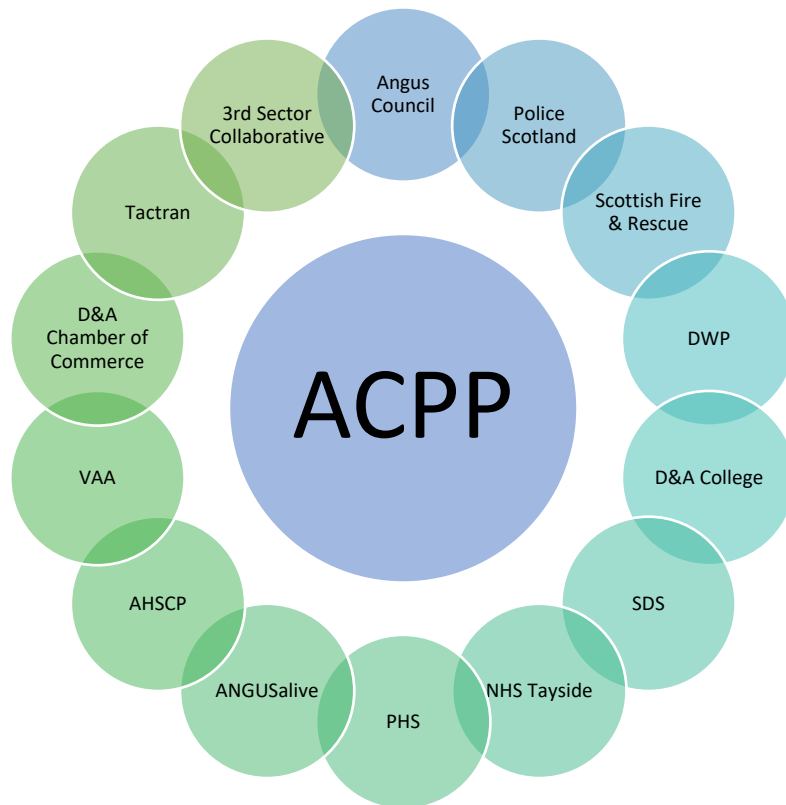 Angus
Council
Police
Scotland
Scottish Fire
& Rescue
DWP
D&A College
SDS
NHS Tayside
PHS
ANGUSalive
AHSCP
VAA
D&A
Chamber of
Commerce
Tactran
3rd Sector
Collaborative
ACPP